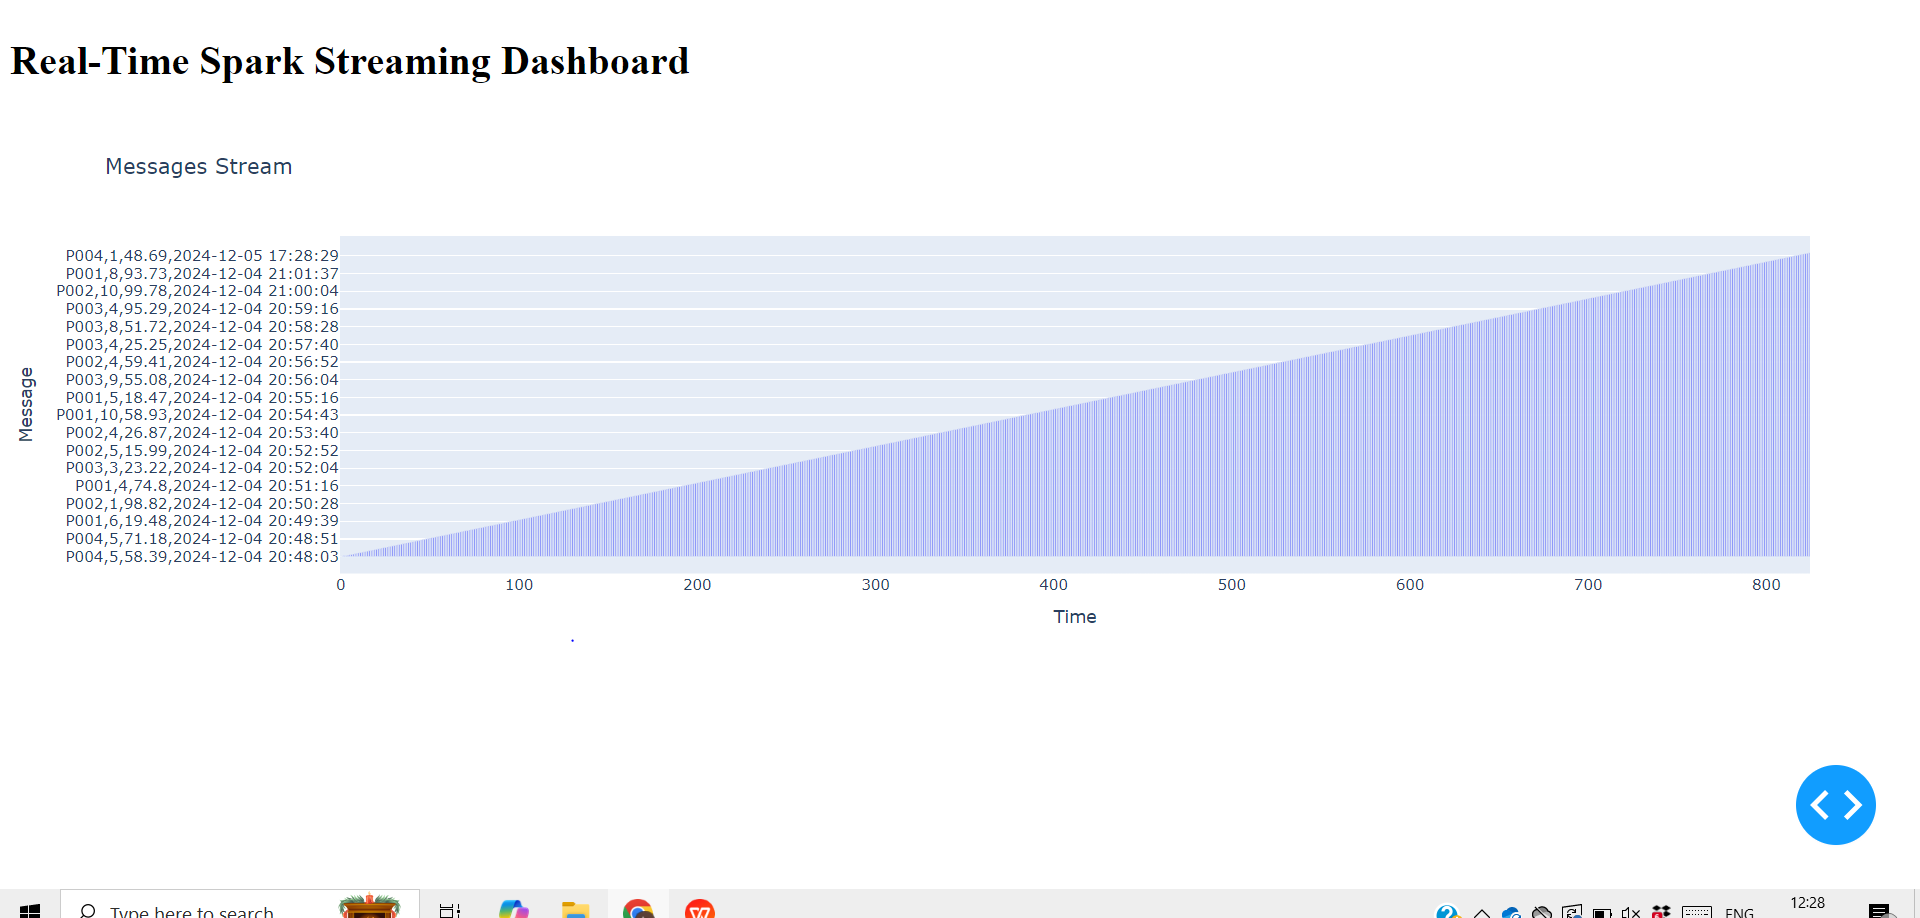 Real-Time Spark Streaming Dashboard
Messages Stream
Message
P004,1,48.69,2024-12-05 17:28:29
P001,8,93.73,2024-12-04 21:01:37
P002,10,99.78,2024-12-04 21:00:04
P003,4,95.29,2024-12-04 20:59:16
P003,8,51.72,2024-12-04 20:58:28
P003,4,25.25,2024-12-04 20:57:40
P002,4,59.41,2024-12-04 20:56:52
P003,9,55.08,2024-12-04 20:56:04
P001,5,18.47,2024-12-04 20:55:16
P001,10,58.93,2024-12-04 20:54:43
P002,4,26.87,2024-12-04 20:53:40
P002,5,15.99,2024-12-04 20:52:52
P003,3,23.22,2024-12-04 20:52:04
P001,4,74.8,2024-12-04 20:51:16
P002,1,98.82,2024-12-04 20:50:28
P001,6,19.48,2024-12-04 20:49:39
P004,5,71.18,2024-12-04 20:48:51
P004,5,58.39,2024-12-04 20:48:03
0 100 200 300 400 500 600 700 800
Time
Type here to search
ENG
12:28